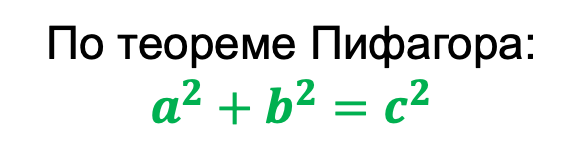 По теореме Пифагора:
a² + b² = c²